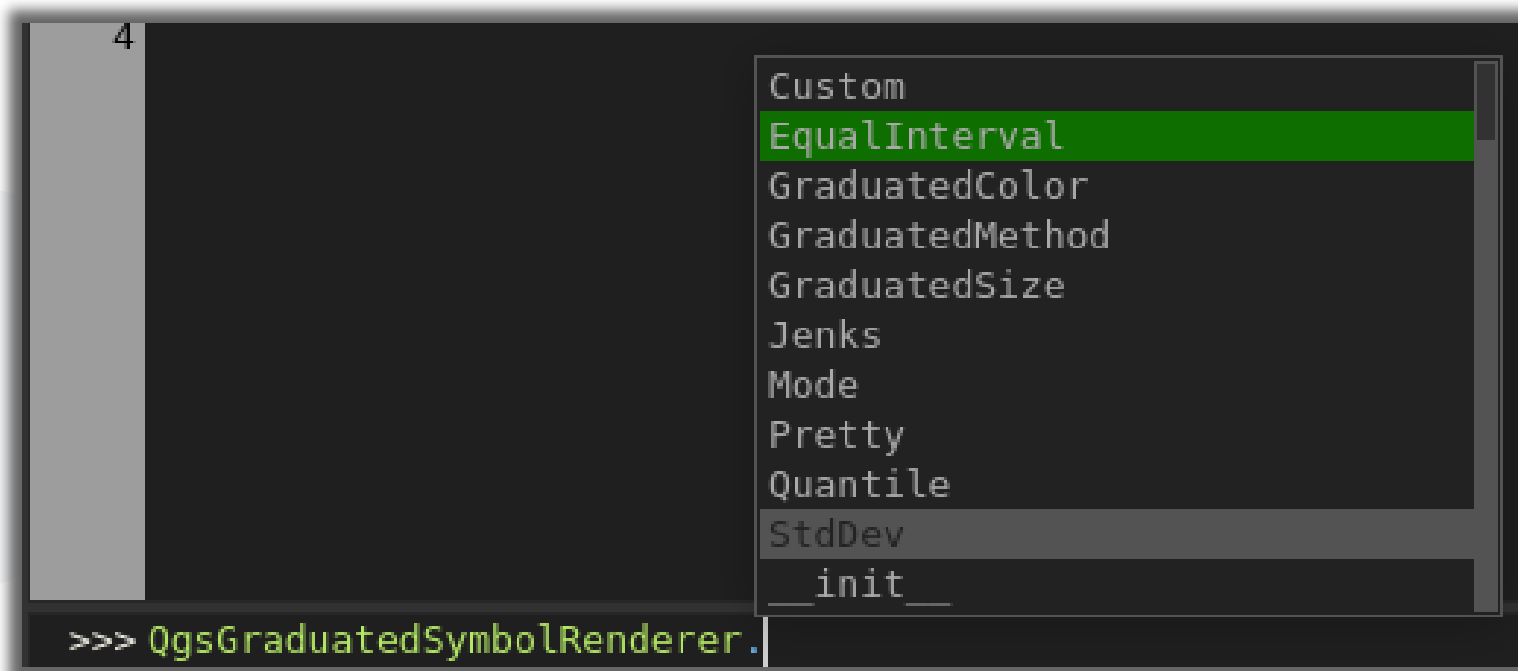 4
Custom
EqualInterval
GraduatedColor
GraduatedMethod
GraduatedSize
Jenks
Mode
Pretty
Quantile
StdDev
__init__
>>> QgsGraduatedSymbolRenderer.